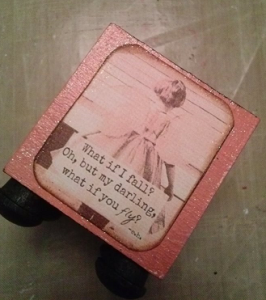 What if I fall?
Oh, but my darling,
what if you fly?